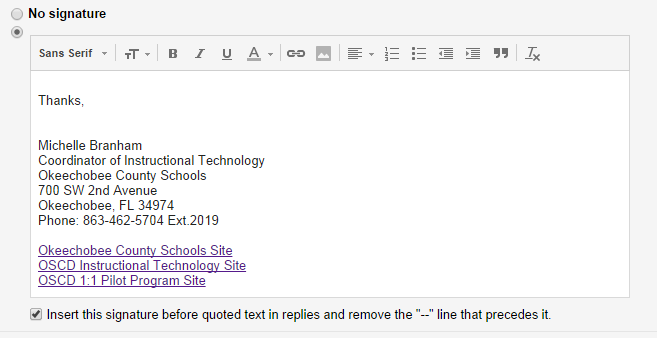 No signature
Sans Serif
Thanks,
Michelle Branham
Coordinator of Instructional Technology
Okeechobee County Schools
700 SW 2nd Avenue
Okeechobee, FL 34974
Phone: 863-462-5704 Ext.2019
Okeechobee County Schools Site
OSCD Instructional Technology Site
OSCD 1:1 Pilot Program Site
Insert this signature before quoted text in replies and remove the "--" line that precedes it.